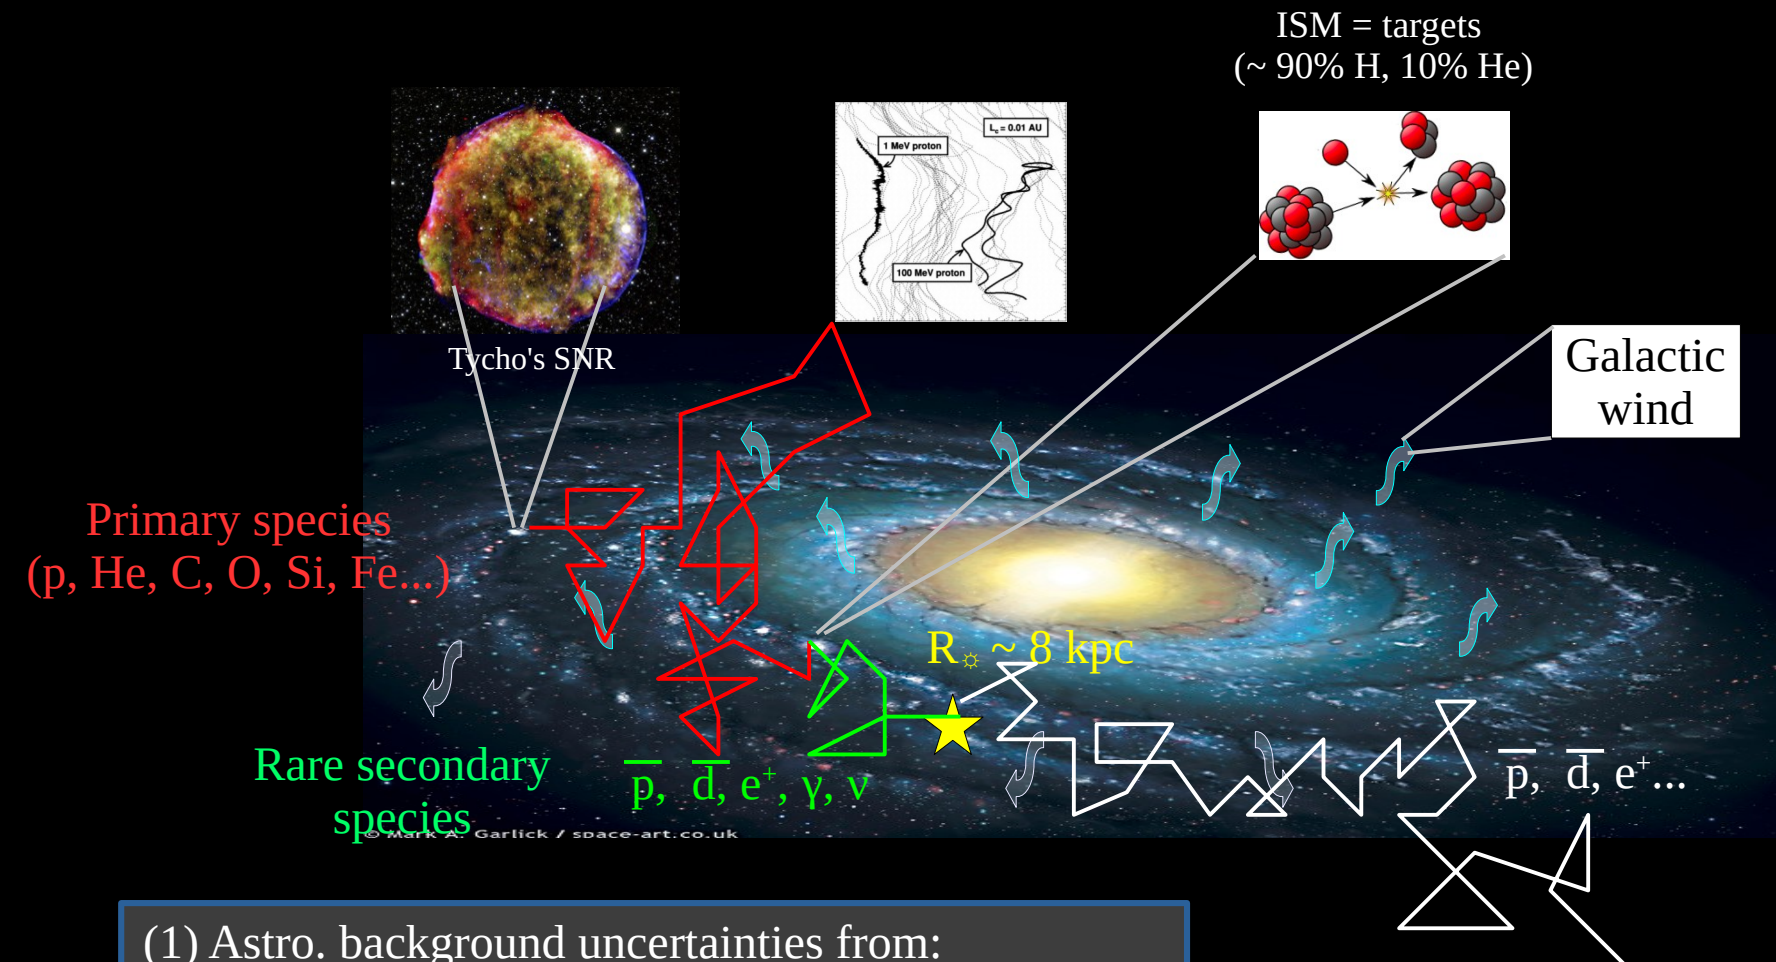 ISM = targets
(~ 90% H, 10% He)
L_c = 0.01 AU
1 MeV proton
100 MeV proton
Tycho's SNR
Galactic
wind
Primary species
(p, He, C, O, Si, Fe...)
R☼ ~ 8 kpc
Rare secondary
species
p̅, d̅, e⁺, γ, ν
p̅, d̅, e⁺...
© Mark A. Garlick / space-art.co.uk
(1) Astro. background uncertainties from: